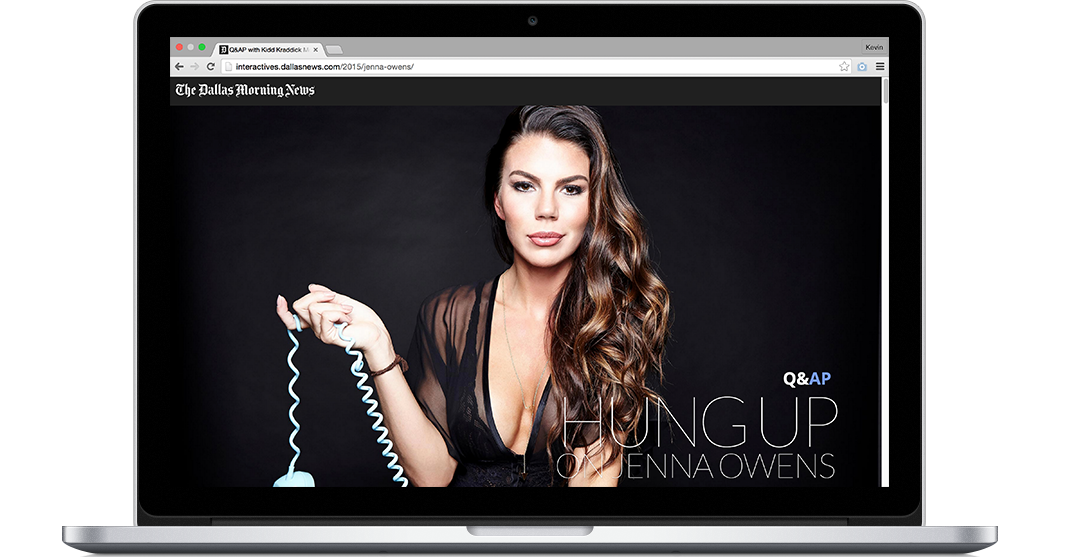 Q&AP with Kidd Kraddick M
Kevin
interactives.dallasnews.com/2015/jenna-owens/
The Dallas Morning News
Q&AP
HUNG UP
ON JENNA OWENS